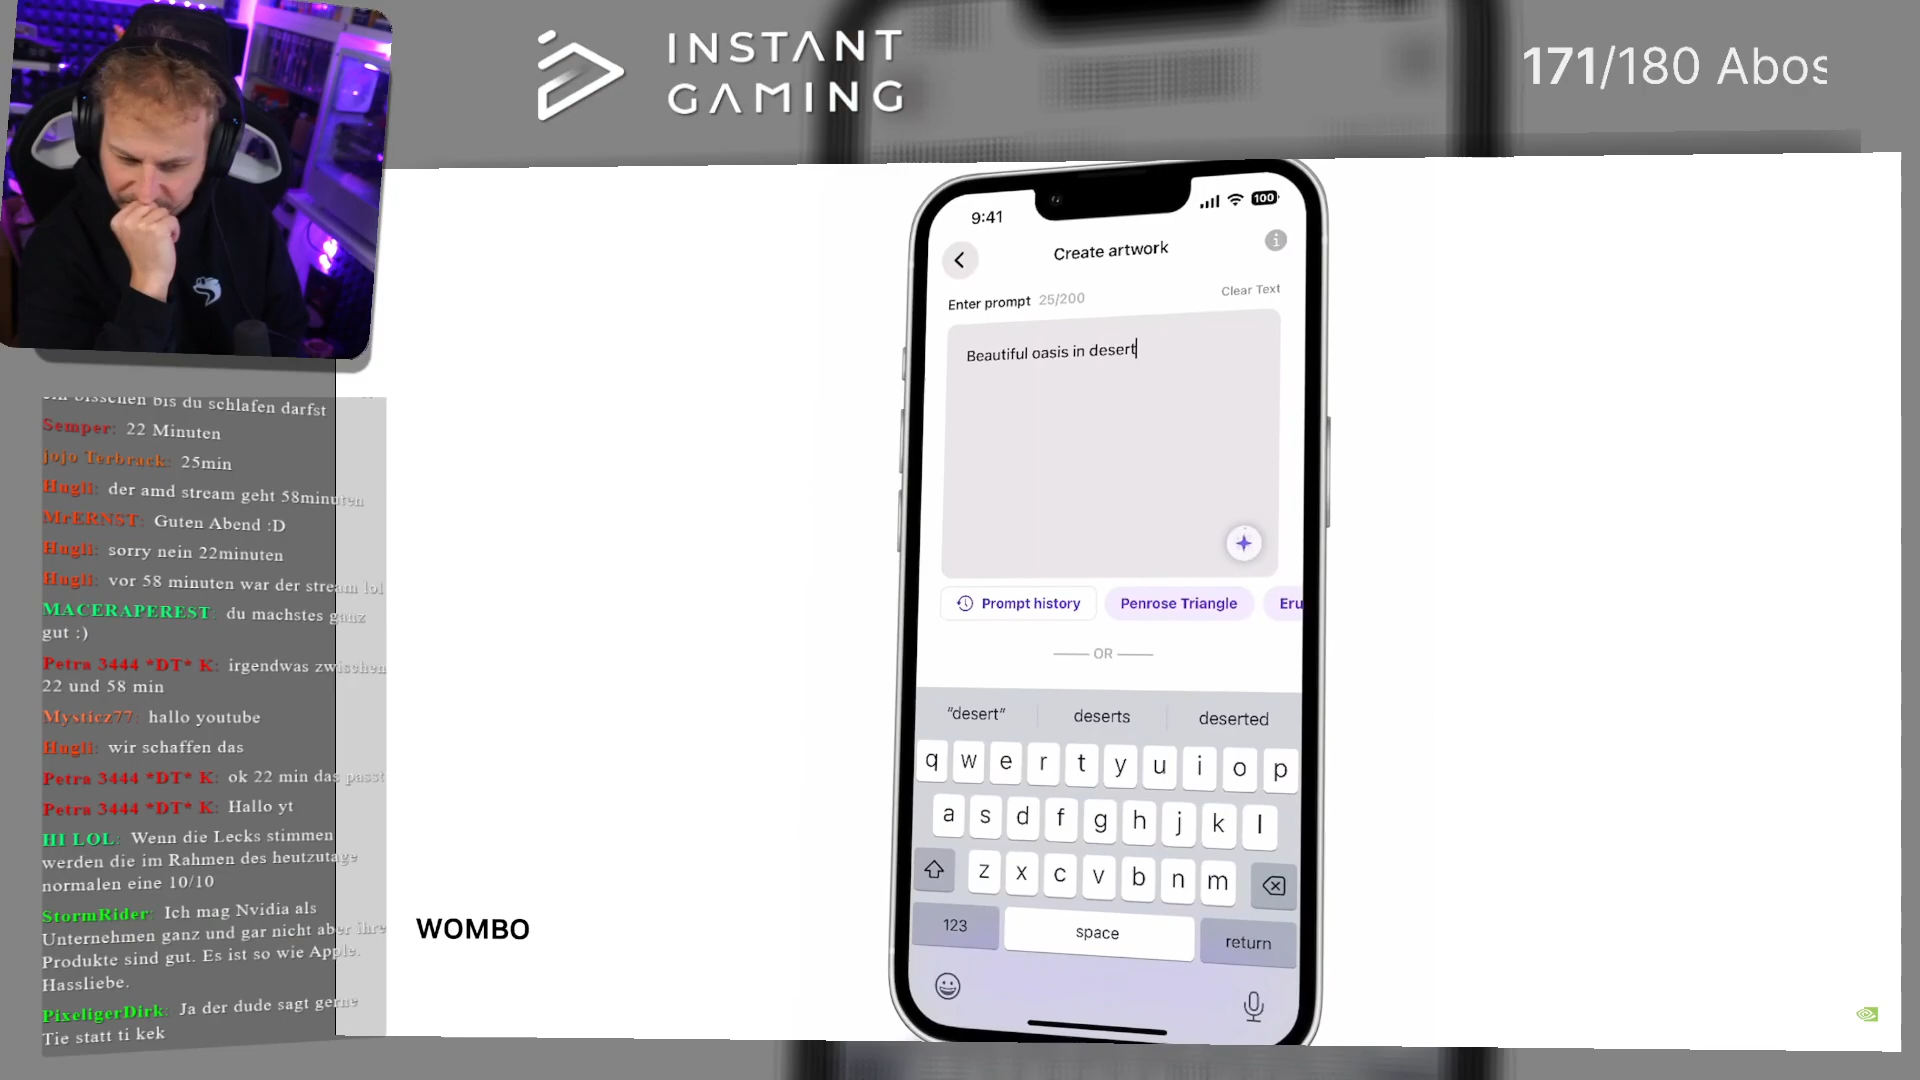 INSTANT
GAMING
171/180 Abos
9:41
100
Create artwork
Enter prompt 25/200
Clear Text
Beautiful oasis in desert
Prompt history
Penrose Triangle
Eru
OR
"desert"
deserts
deserted
q w e r t y u i o p
a s d f g h j k l
z x c v b n m
123
space
return
WOMBO
ein bisschen bis du schlafen darfst
Semper: 22 Minuten
jojo Terbrack: 25min
Hugli: der amd stream geht 58minuten
MrERNST: Guten Abend :D
Hugli: sorry nein 22minuten
Hugli: vor 58 minuten war der stream lol
MACERAPEREST: du machstes ganz
gut :)
Petra 3444 *DT* K: irgendwas zwischen
22 und 58 min
Mysticz77: hallo youtube
Hugli: wir schaffen das
Petra 3444 *DT* K: ok 22 min das passt
Petra 3444 *DT* K: Hallo yt
HI LOL: Wenn die Lecks stimmen
werden die im Rahmen des heutzutage
normalen eine 10/10
StormRider: Ich mag Nvidia als
Unternehmen ganz und gar nicht aber ihre
Produkte sind gut. Es ist so wie Apple.
Hassliebe.
PixeligerDirk: Ja der dude sagt gerne
Tie statt ti kek